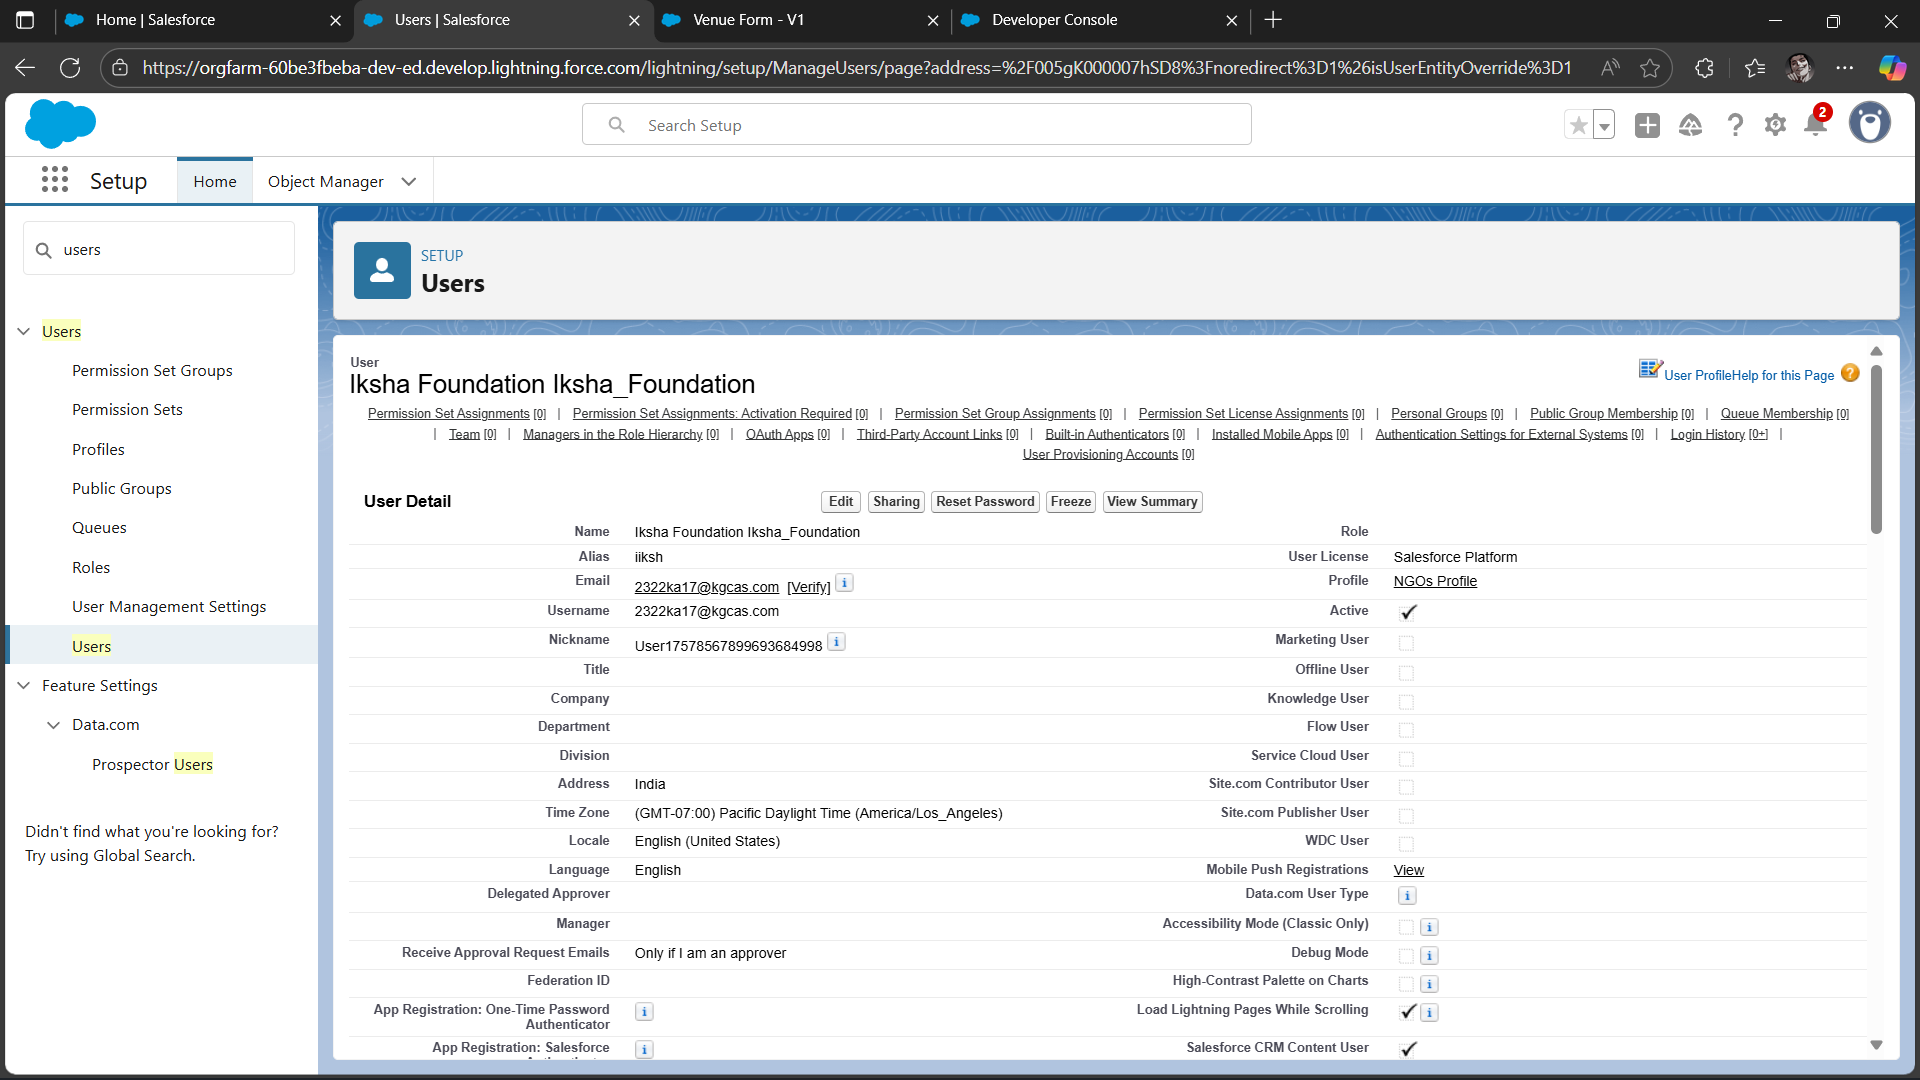 Home | Salesforce
Users | Salesforce
Venue Form - V1
Developer Console
https://orgfarm-60be3fbeba-dev-ed.develop.lightning.force.com/lightning/setup/ManageUsers/page?address=%2F005gK000007hSD8%3Fnoredirect%3D1%26isUserEntityOverride%3D1
Search Setup
2
Setup
Home
Object Manager
users
Users
Permission Set Groups
Permission Sets
Profiles
Public Groups
Queues
Roles
User Management Settings
Users
Feature Settings
Data.com
Prospector Users
Didn't find what you're looking for?
Try using Global Search.
SETUP
Users
User
Iksha Foundation Iksha_Foundation
User Profile Help for this Page
Permission Set Assignments [0] | Permission Set Assignments: Activation Required [0] | Permission Set Group Assignments [0] | Permission Set License Assignments [0] | Personal Groups [0] | Public Group Membership [0] | Queue Membership [0]
| Team [0] | Managers in the Role Hierarchy [0] | OAuth Apps [0] | Third-Party Account Links [0] | Built-in Authenticators [0] | Installed Mobile Apps [0] | Authentication Settings for External Systems [0] | Login History [0+] |
User Provisioning Accounts [0]
User Detail
Edit Sharing Reset Password Freeze View Summary
Name Iksha Foundation Iksha_Foundation Role
Alias iiksh User License Salesforce Platform
Email 2322ka17@kgcas.com [Verify] Profile NGOs Profile
Username 2322ka17@kgcas.com Active
Nickname User17578567899693684998 Marketing User
Title Offline User
Company Knowledge User
Department Flow User
Division Service Cloud User
Address India Site.com Contributor User
Time Zone (GMT-07:00) Pacific Daylight Time (America/Los_Angeles) Site.com Publisher User
Locale English (United States) WDC User
Language English Mobile Push Registrations View
Delegated Approver Data.com User Type
Manager Accessibility Mode (Classic Only)
Receive Approval Request Emails Only if I am an approver Debug Mode
Federation ID High-Contrast Palette on Charts
App Registration: One-Time Password Load Lightning Pages While Scrolling
Authenticator
App Registration: Salesforce Salesforce CRM Content User